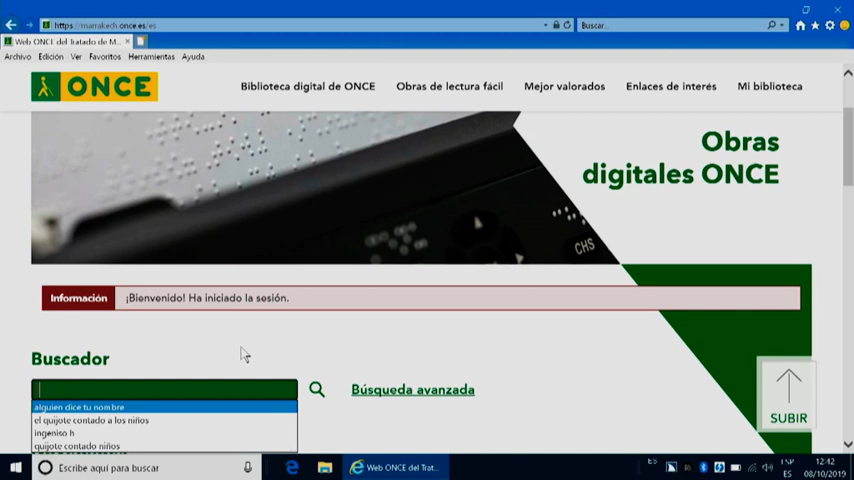 https://marrakech.once.es/es
Buscar...
Web ONCE del Tratado de M...
Archivo Edición Ver Favoritos Herramientas Ayuda
ONCE
Biblioteca digital de ONCE Obras de lectura fácil Mejor valorados Enlaces de interés Mi biblioteca
Obras
digitales ONCE
CHS
Información ¡Bienvenido! Ha iniciado la sesión.
Buscador
Búsqueda avanzada
alguien dice tu nombre
el quijote contado a los niños
ingeniso h
quijote contado niños
SUBIR
Escribe aquí para buscar
Web ONCE del Trat...
ES
ESP
ES
12:42
08/10/2019